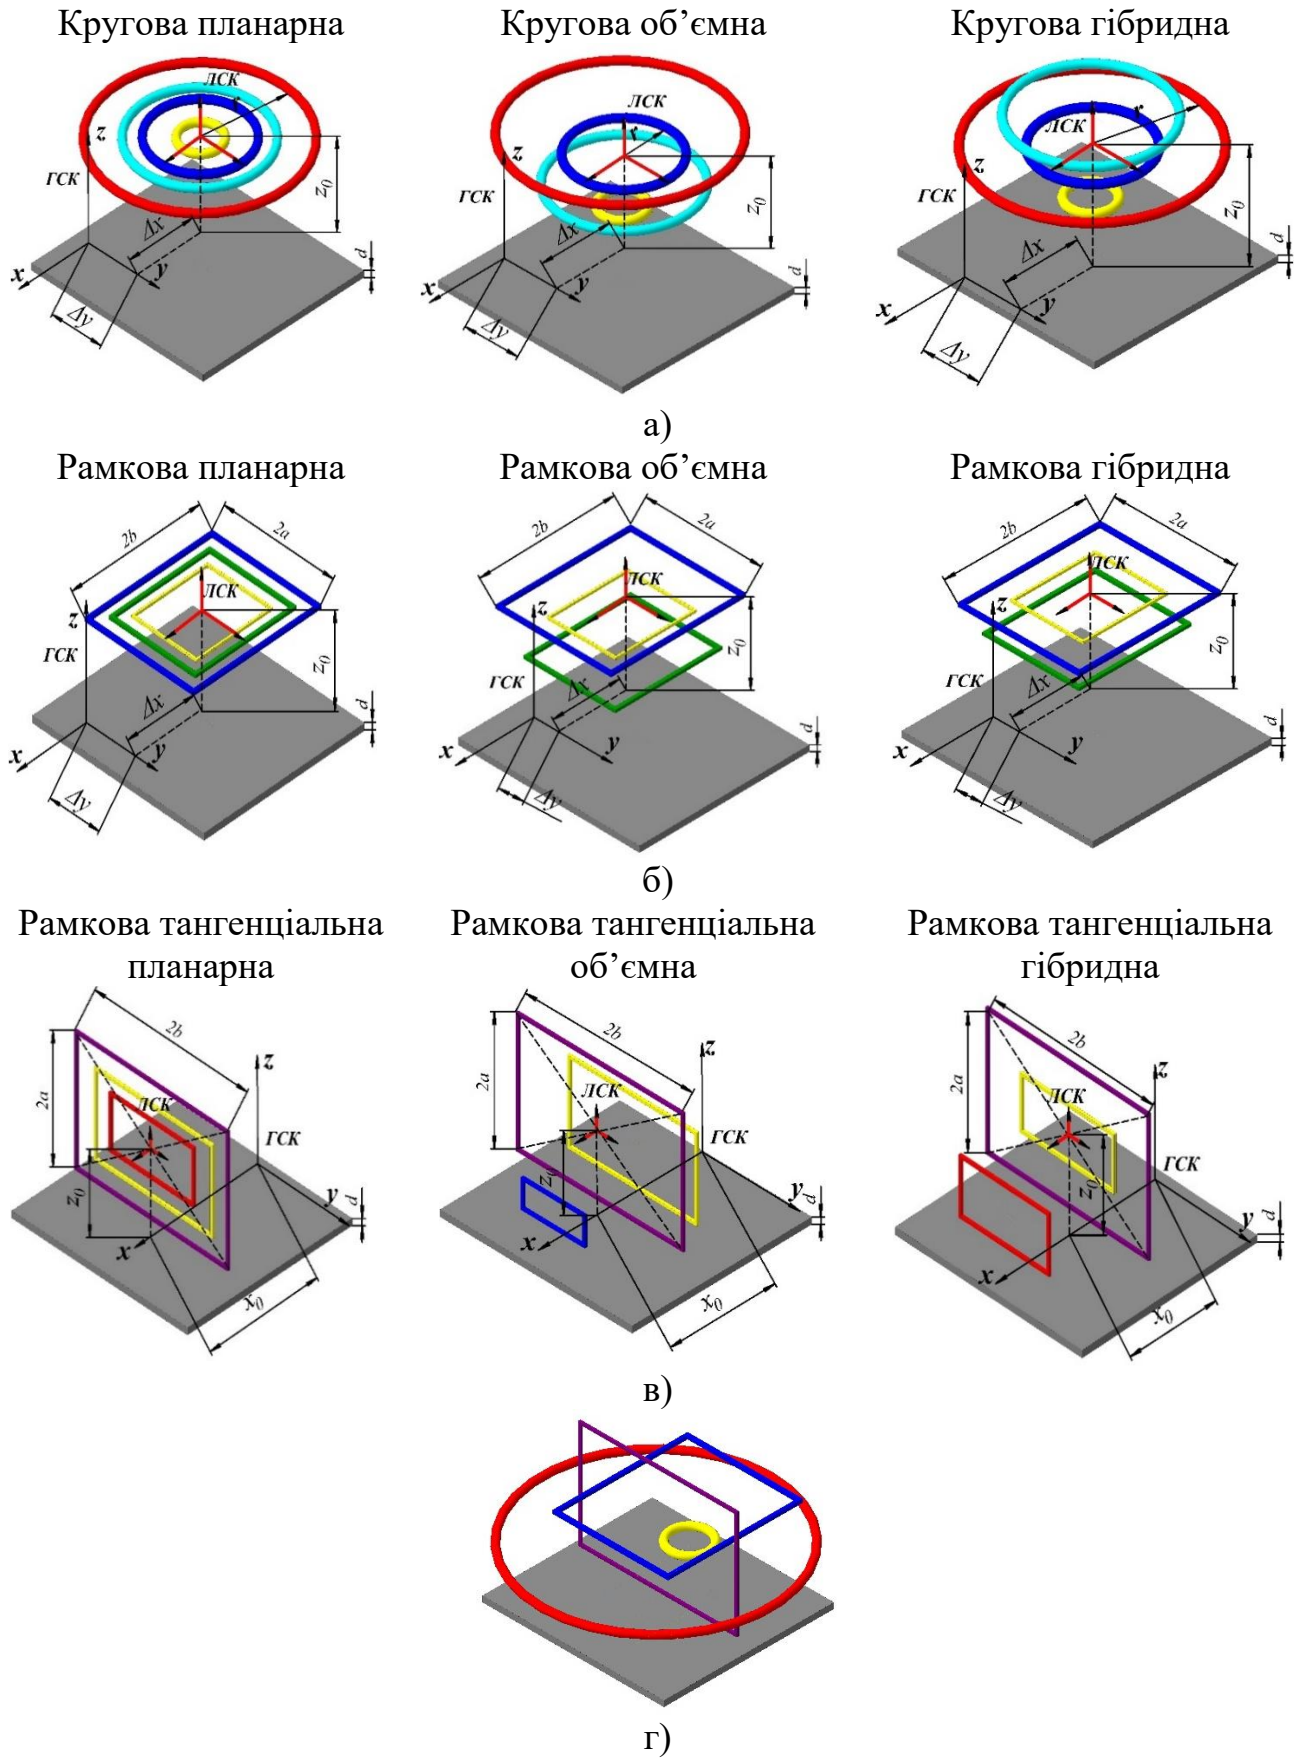 Кругова планарна
Кругова об’ємна
Кругова гібридна
ЛСК
r
z
ГСК
z₀
Δx
d
x
y
Δy
ЛСК
r
z
ГСК
z₀
Δx
d
x
y
Δy
ЛСК
r
z
ГСК
z₀
Δx
d
x
y
Δy
а)
Рамкова планарна
Рамкова об’ємна
Рамкова гібридна
2b
2a
ЛСК
z
ГСК
z₀
Δx
d
x
y
Δy
2b
2a
ЛСК
z
ГСК
z₀
Δx
d
x
y
Δy
2b
2a
ЛСК
z
ГСК
z₀
Δx
d
x
y
Δy
б)
Рамкова тангенціальна
планарна
Рамкова тангенціальна
об’ємна
Рамкова тангенціальна
гібридна
2b
2a
z
ЛСК
ГСК
z₀
y
d
x
x₀
2b
2a
z
ЛСК
ГСК
z₀
y
d
x
x₀
2b
2a
z
ЛСК
ГСК
z₀
y
d
x
x₀
в)
г)